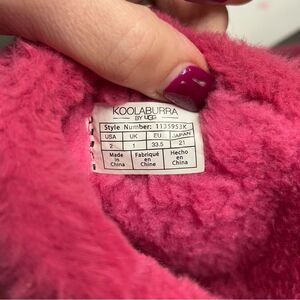 KOOLABURRA
BY UGG
Style Number: 1135953K
USA UK EU JAPAN
2 1 33.5 21
Made Fabriqué Hecho
in en en
China Chine China